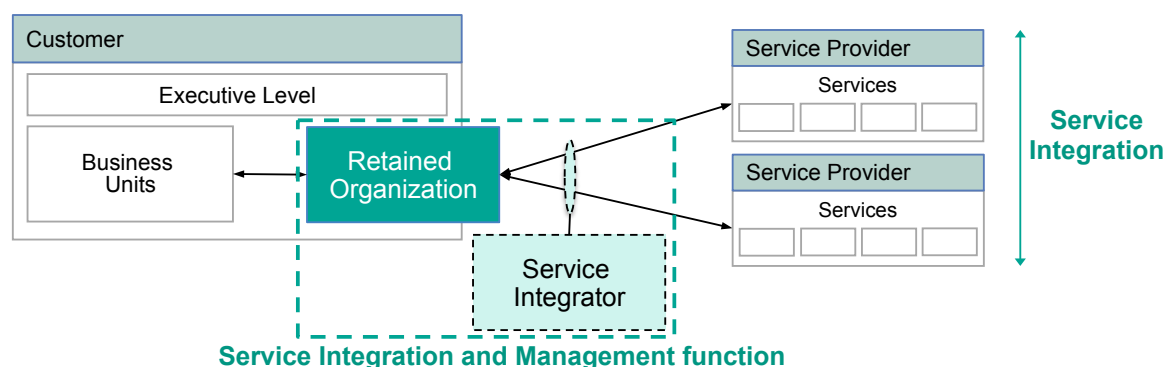 Customer
Executive Level
Business
Units
Retained
Organization
Service
Integrator
Service Provider
Services
Service Provider
Services
Service
Integration
Service Integration and Management function